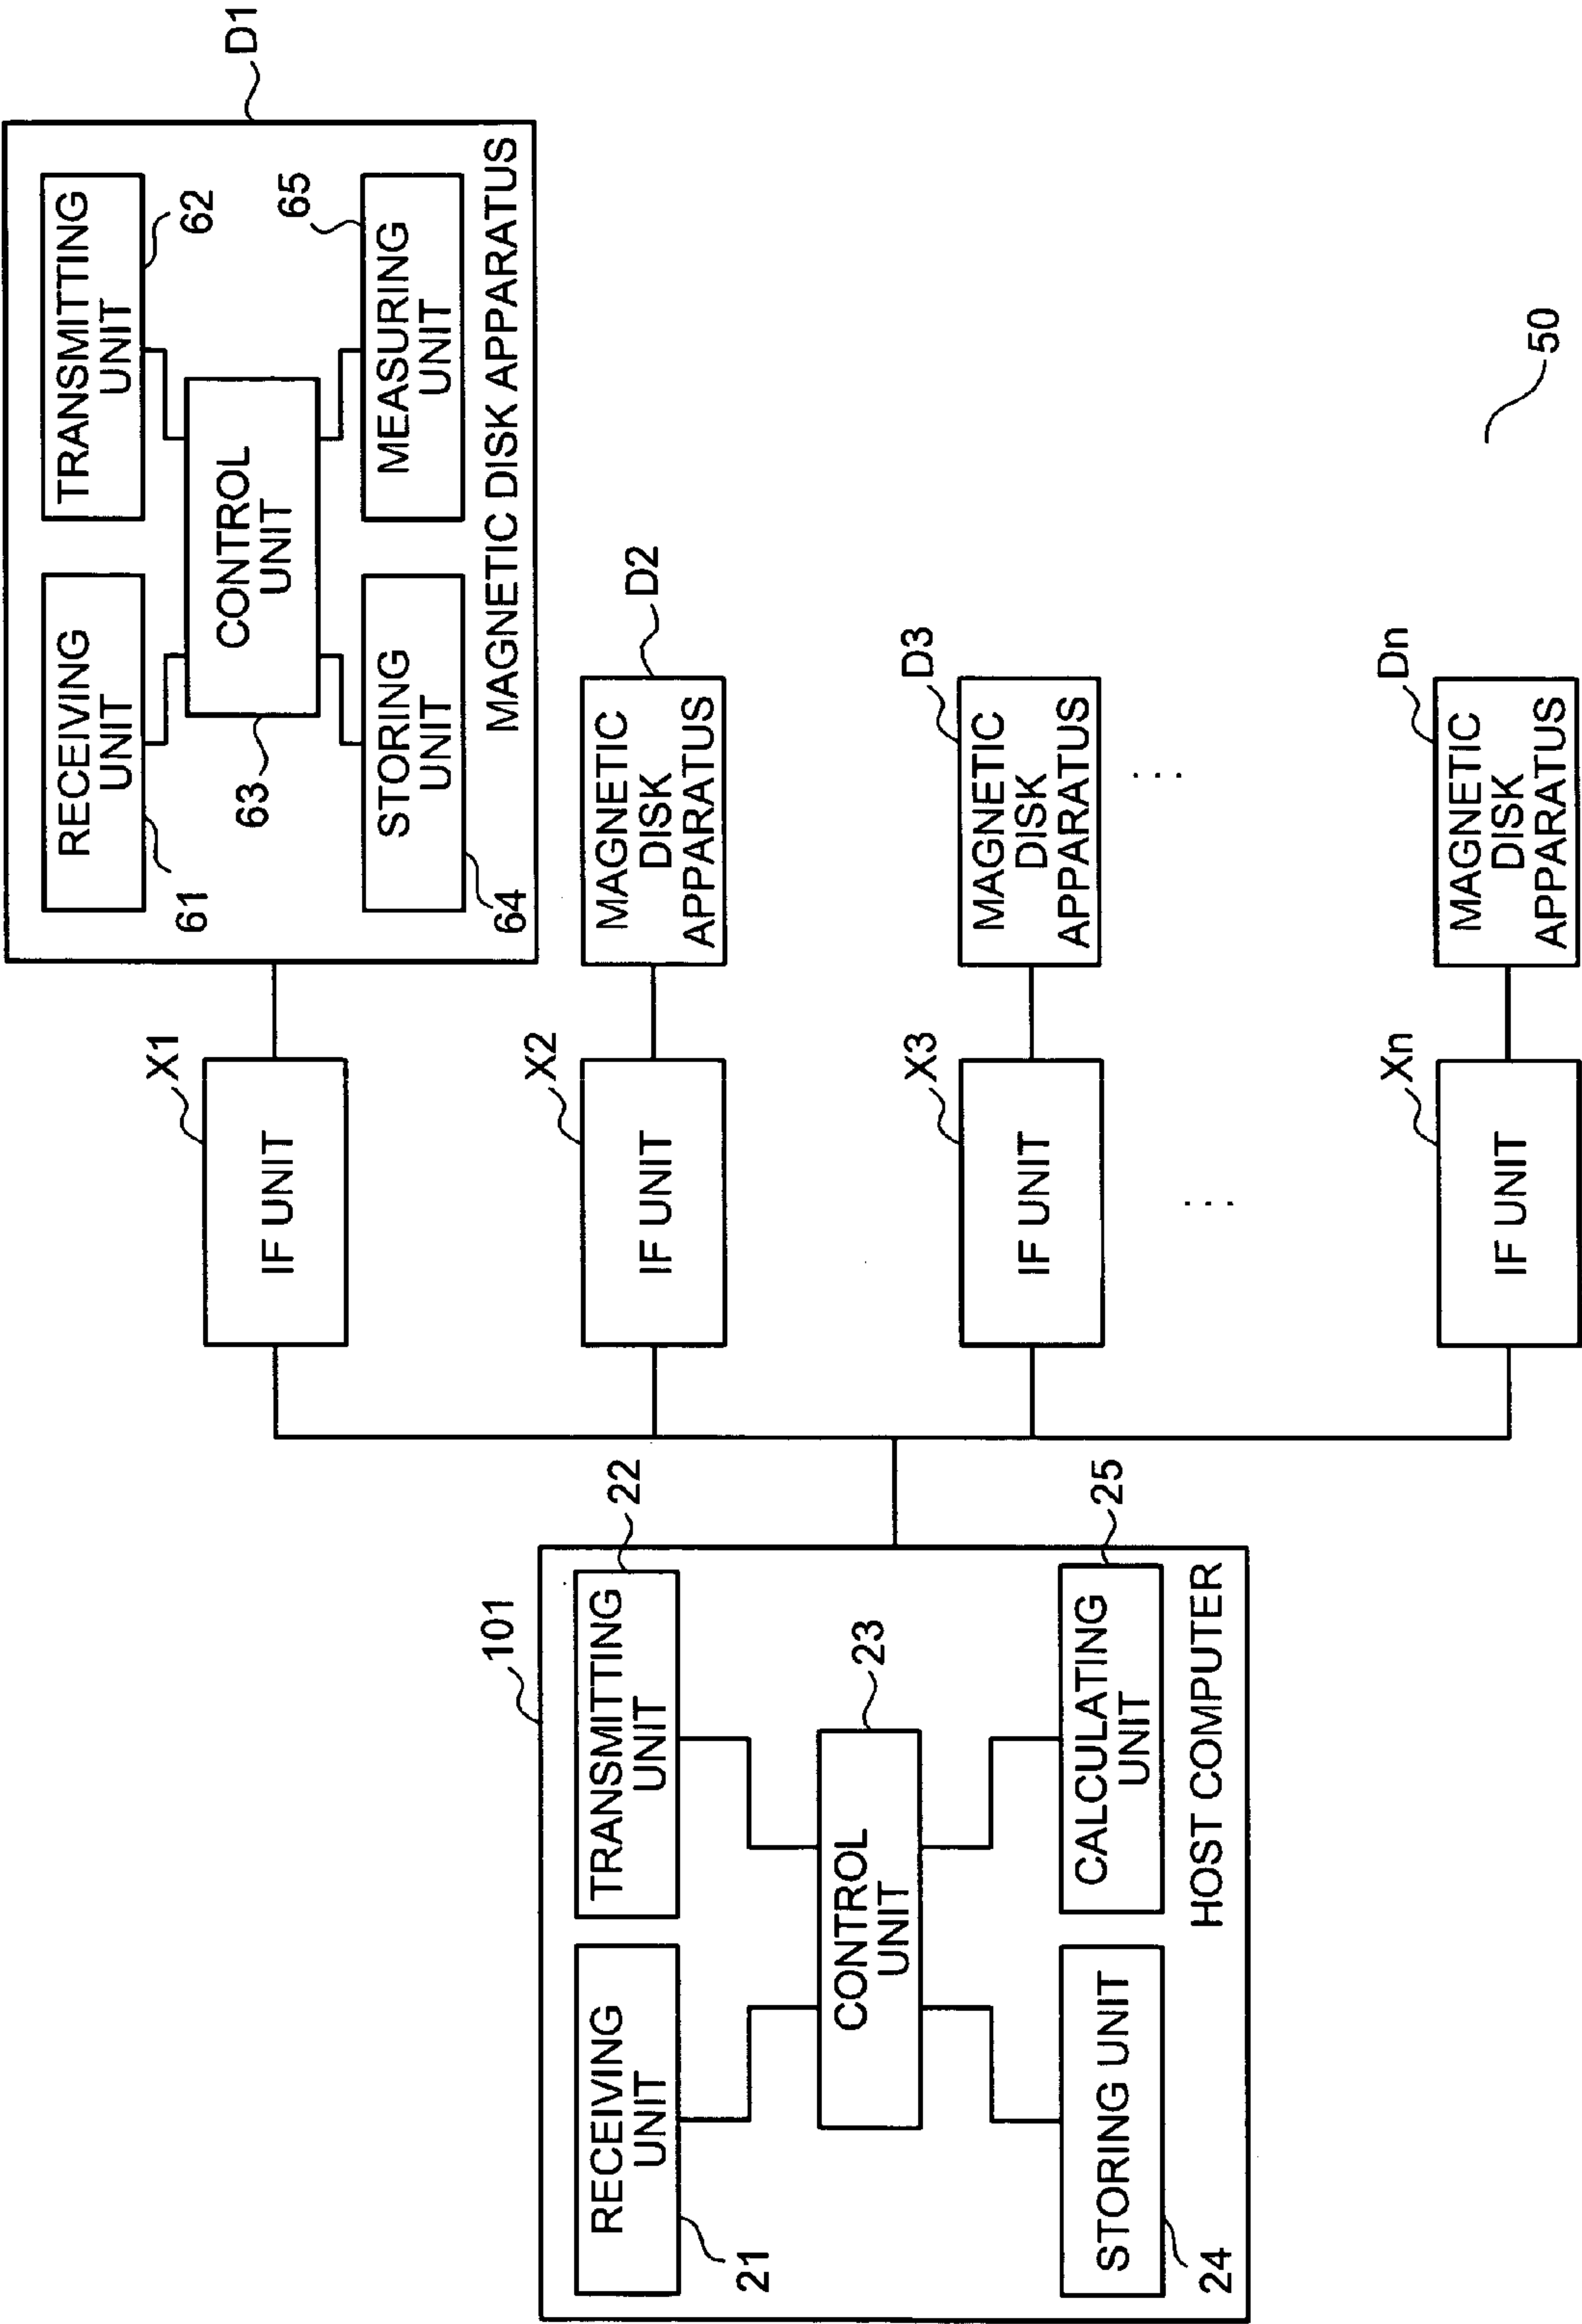 D1
TRANSMITTING
UNIT
62
RECEIVING
UNIT
61
CONTROL
UNIT
63
MEASURING
UNIT
65
STORING
UNIT
64
MAGNETIC DISK APPARATUS
X1
IF UNIT
D2
MAGNETIC
DISK
APPARATUS
X2
IF UNIT
D3
MAGNETIC
DISK
APPARATUS
X3
IF UNIT
...
...
Dn
MAGNETIC
DISK
APPARATUS
Xn
IF UNIT
50
101
RECEIVING
UNIT
21
TRANSMITTING
UNIT
22
CONTROL
UNIT
23
STORING UNIT
24
CALCULATING
UNIT
25
HOST COMPUTER